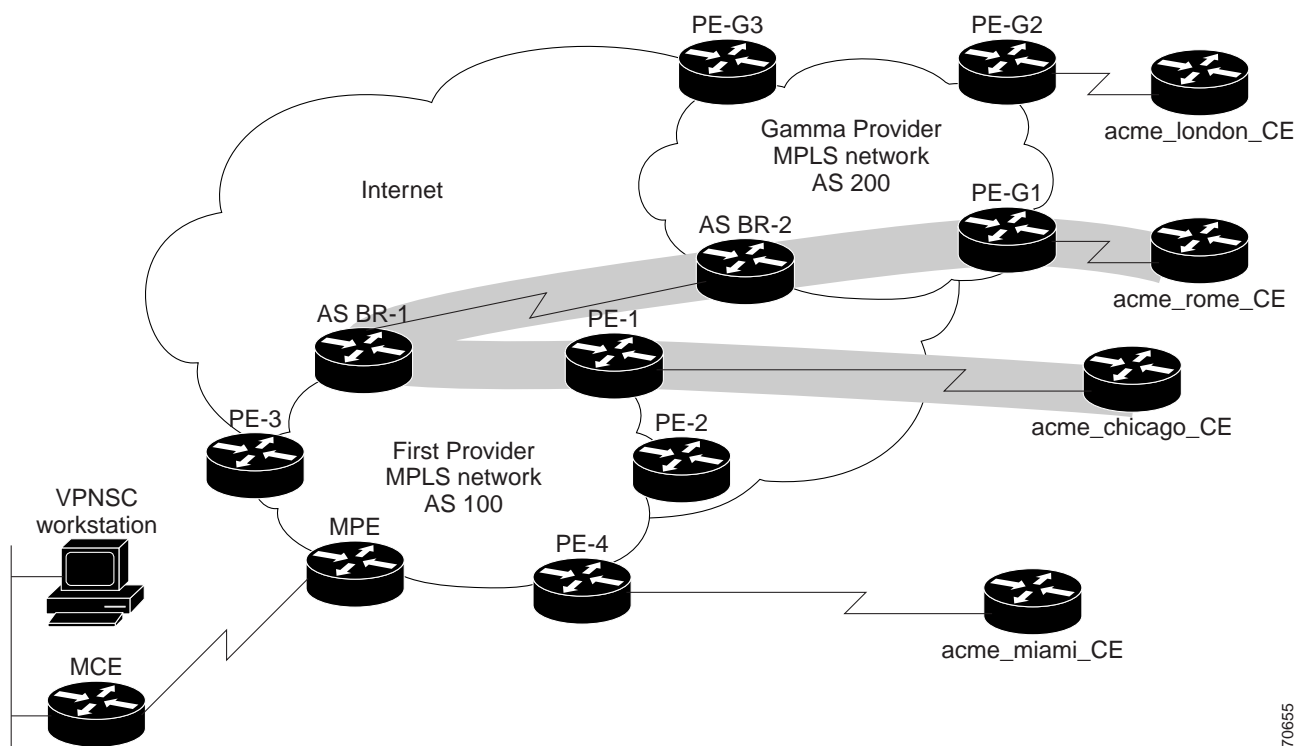 PE-G3
PE-G2
Gamma Provider
MPLS network
AS 200
acme_london_CE
Internet
PE-G1
AS BR-2
acme_rome_CE
AS BR-1
PE-1
PE-3
PE-2
acme_chicago_CE
First Provider
MPLS network
AS 100
VPNSC
workstation
MPE
PE-4
acme_miami_CE
MCE
70655